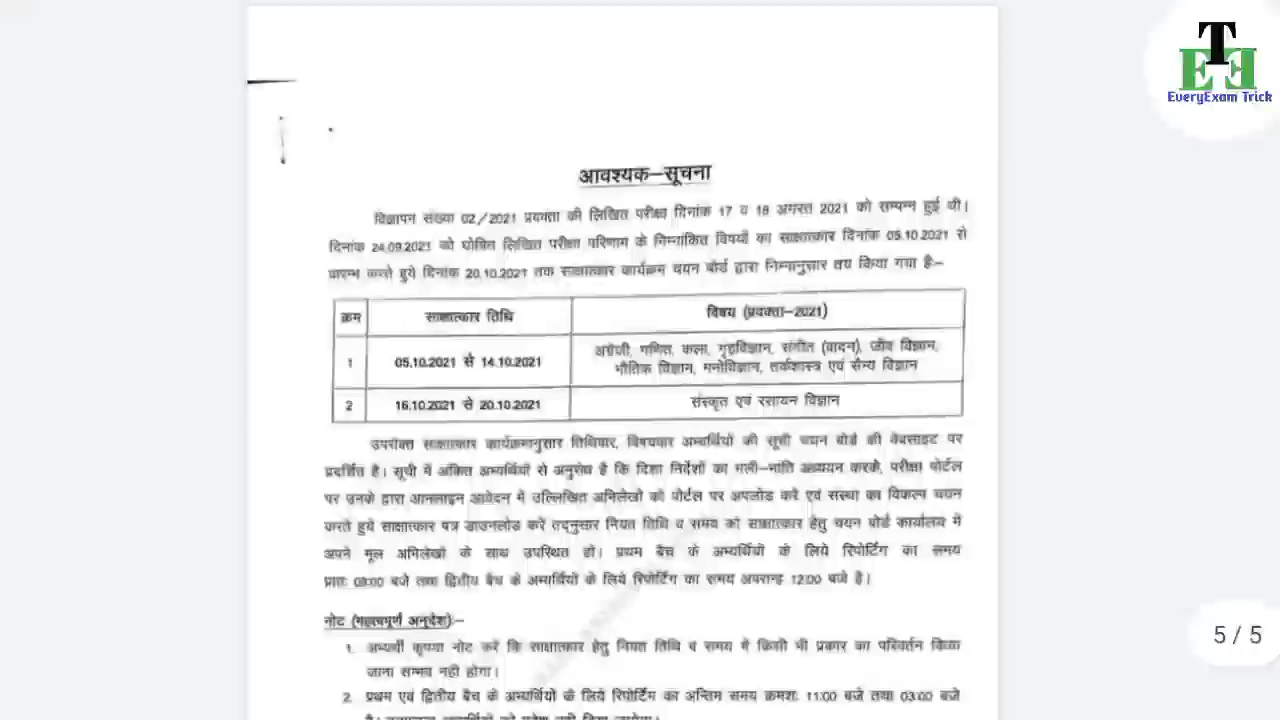 आवश्यक-सूचना
विज्ञापन संख्या 02/2021 प्रवक्ता की लिखित परीक्षा दिनांक 17 व 18 अगस्त 2021 को सम्पन्न हुई थी।
दिनांक 24.09.2021 को घोषित लिखित परीक्षा परिणाम के निम्नांकित विषयों का साक्षात्कार दिनांक 05.10.2021 से
प्रारम्भ करते हुये दिनांक 20.10.2021 तक साक्षात्कार कार्यक्रम चयन बोर्ड द्वारा निम्नानुसार तय किया गया है:-
क्रम साक्षात्कार तिथि विषय (प्रवक्ता-2021)
1 05.10.2021 से 14.10.2021 अंग्रेजी, गणित, कला, गृहविज्ञान, संगीत (वादन), जीव विज्ञान,
भौतिक विज्ञान, मनोविज्ञान, तर्कशास्त्र एवं सैन्य विज्ञान
2 16.10.2021 से 20.10.2021 संस्कृत एवं रसायन विज्ञान
उपरोक्त साक्षात्कार कार्यक्रमानुसार तिथिवार, विषयवार अभ्यर्थियों की सूची चयन बोर्ड की वेबसाइट पर
प्रदर्शित है। सूची में अंकित अभ्यर्थियों से अनुरोध है कि दिशा निर्देशों का भली-भांति अध्ययन करके, परीक्षा पोर्टल
पर उनके द्वारा आनलाइन आवेदन में उल्लिखित अभिलेखों को पोर्टल पर अपलोड करें एवं संस्था का विकल्प चयन
करते हुये साक्षात्कार पत्र डाउनलोड करें तद्नुसार नियत तिथि व समय को साक्षात्कार हेतु चयन बोर्ड कार्यालय में
अपने मूल अभिलेखों के साथ उपस्थित हों। प्रथम बैच के अभ्यर्थियों के लिये रिपोर्टिंग का समय
प्रातः 09:00 बजे तथा द्वितीय बैच के अभ्यर्थियों के लिये रिपोर्टिंग का समय अपरान्ह 12:00 बजे है।
नोट (महत्वपूर्ण अनुदेश):-
1. अभ्यर्थी कृपया नोट करें कि साक्षात्कार हेतु नियत तिथि व समय में किसी भी प्रकार का परिवर्तन किया
जाना सम्भव नही होगा।
2. प्रथम एवं द्वितीय बैच के अभ्यर्थियों के लिये रिपोर्टिंग का अन्तिम समय क्रमशः 11:00 बजे तथा 03:00 बजे
ETE
EveryExam Trick
5 / 5